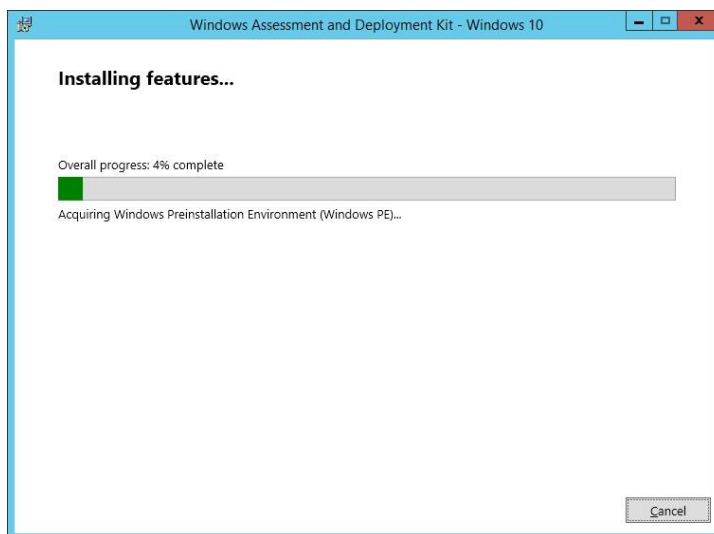 Windows Assessment and Deployment Kit - Windows 10
Installing features...
Overall progress: 4% complete
Acquiring Windows Preinstallation Environment (Windows PE)...
Cancel